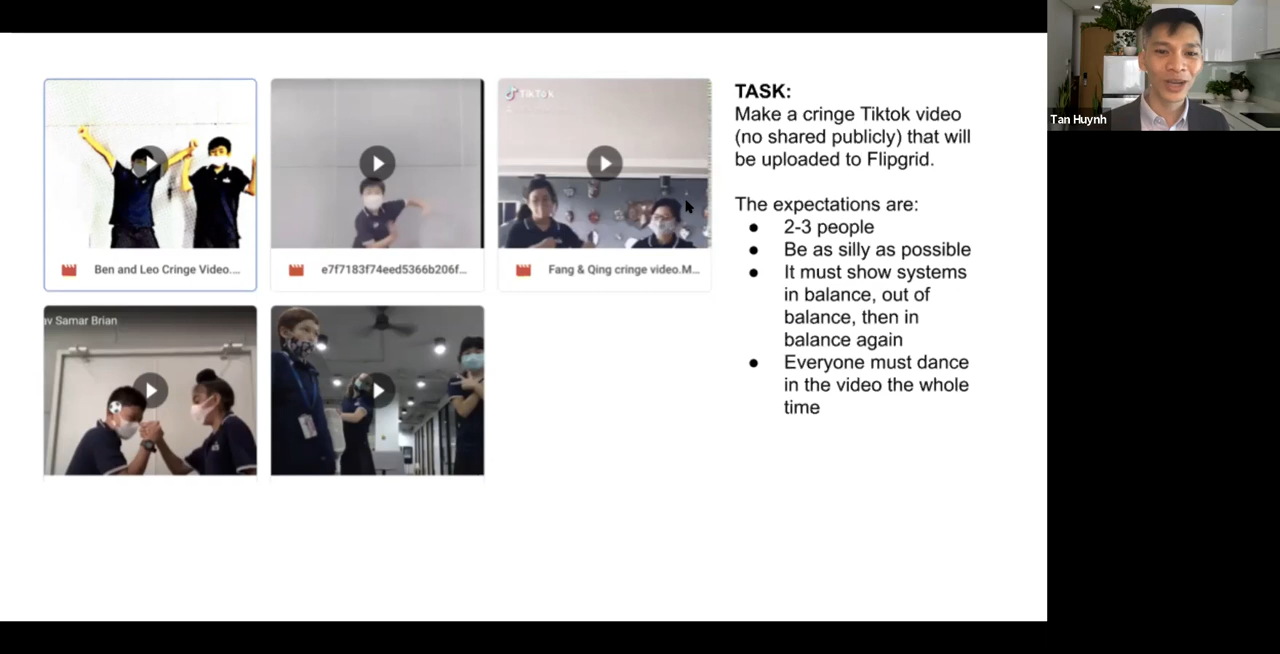 TikTok
Ben and Leo Cringe Video....
e7f7183f74eed5366b206f...
Fang & Qing cringe video.M...
Samar Brian
TASK:
Make a cringe Tiktok video
(no shared publicly) that will
be uploaded to Flipgrid.
The expectations are:
● 2-3 people
● Be as silly as possible
● It must show systems
in balance, out of
balance, then in
balance again
● Everyone must dance
in the video the whole
time
Tan Huynh